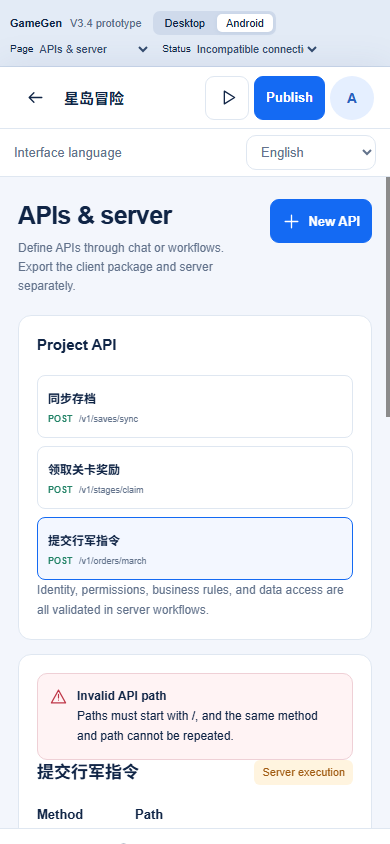 GameGen V3.4 prototype Desktop Android
Page APIs & server Status Incompatible connecti
星岛冒险 Publish A
Interface language English
APIs & server
New API
Define APIs through chat or workflows.
Export the client package and server
separately.
Project API
同步存档
POST /v1/saves/sync
领取关卡奖励
POST /v1/stages/claim
提交行军指令
POST /v1/orders/march
Identity, permissions, business rules, and data access are
all validated in server workflows.
Invalid API path
Paths must start with /, and the same method
and path cannot be repeated.
提交行军指令 Server execution
Method Path